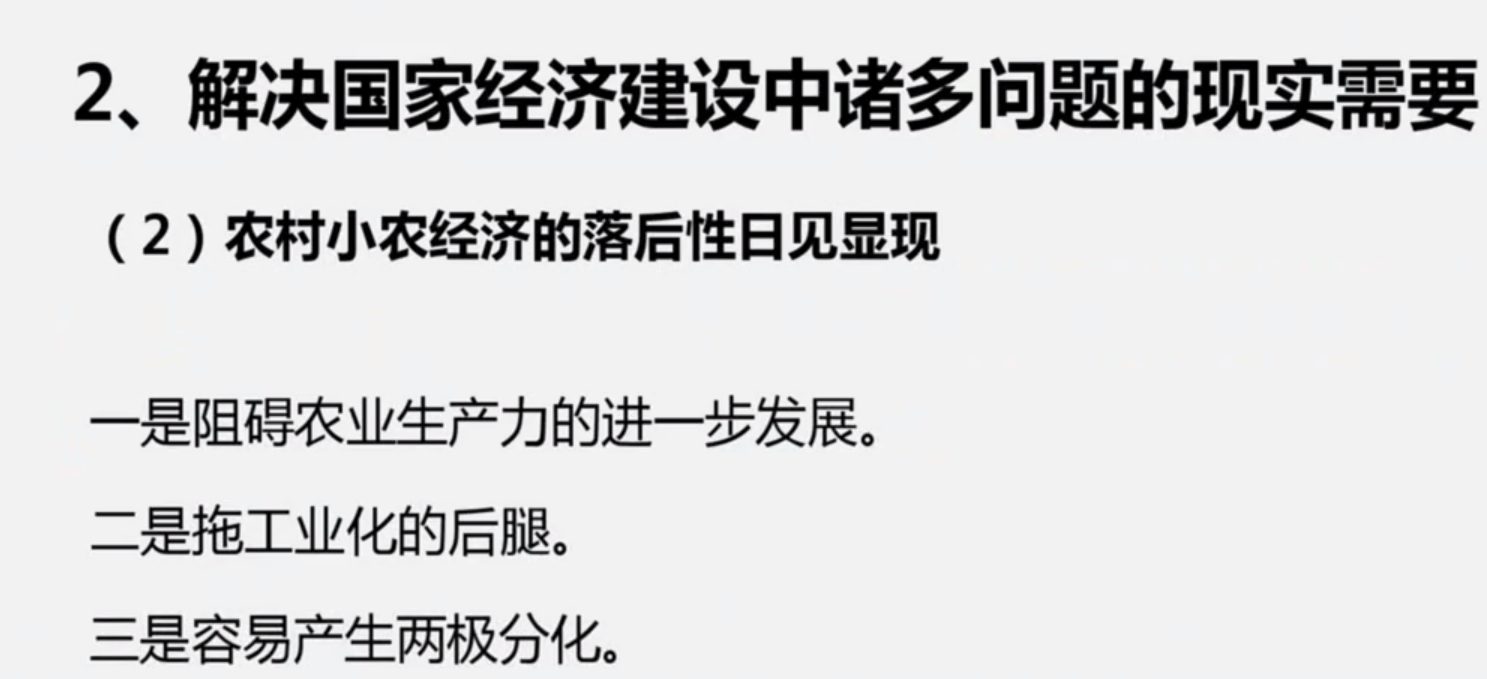 2、解决国家经济建设中诸多问题的现实需要
（2）农村小农经济的落后性日见显现
一是阻碍农业生产力的进一步发展。
二是拖工业化的后腿。
三是容易产生两极分化。